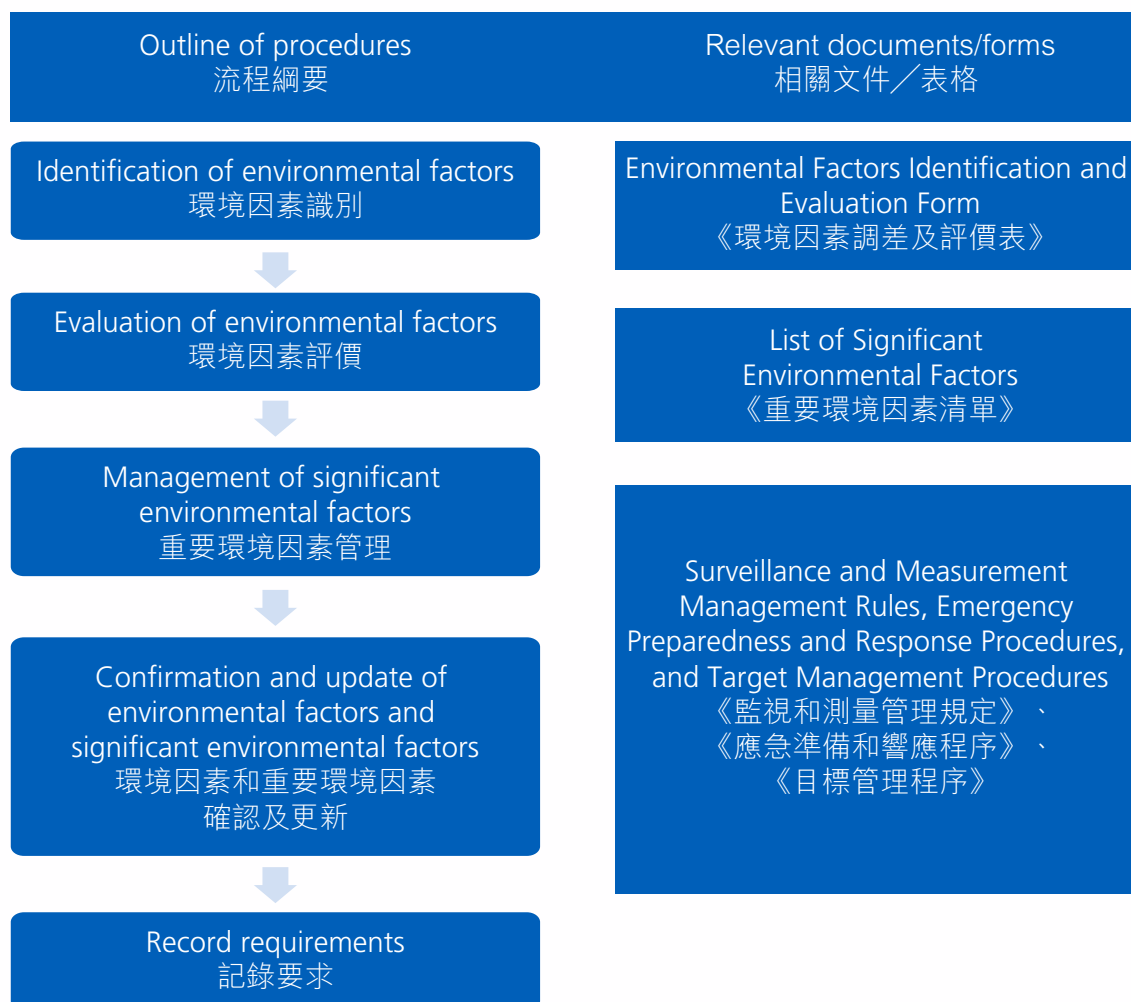 Outline of procedures
流程綱要
Relevant documents/forms
相關文件／表格
Identification of environmental factors
環境因素識別
Environmental Factors Identification and
Evaluation Form
《環境因素調差及評價表》
Evaluation of environmental factors
環境因素評價
List of Significant
Environmental Factors
《重要環境因素清單》
Management of significant
environmental factors
重要環境因素管理
Surveillance and Measurement
Management Rules, Emergency
Preparedness and Response Procedures,
and Target Management Procedures
《監視和測量管理規定》、
《應急準備和響應程序》、
《目標管理程序》
Confirmation and update of
environmental factors and
significant environmental factors
環境因素和重要環境因素
確認及更新
Record requirements
記錄要求